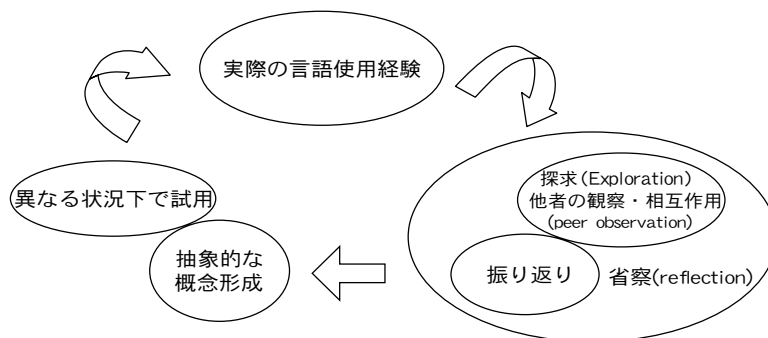 実際の言語使用経験
探求(Exploration)
他者の観察・相互作用
(peer observation)
振り返り
省察(reflection)
抽象的な
概念形成
異なる状況下で試用